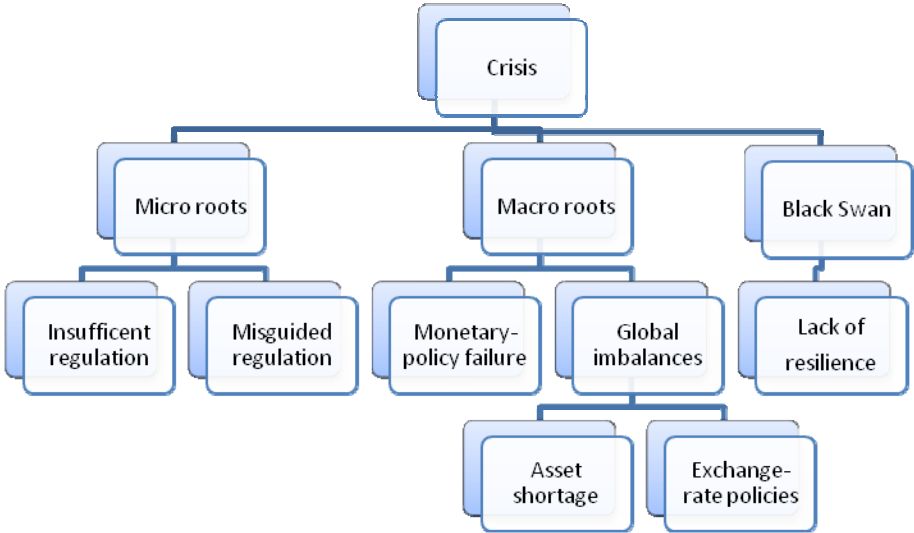 Crisis
Micro roots
Macro roots
Black Swan
Insufficent
regulation
Misguided
regulation
Monetary-
policy failure
Global
imbalances
Lack of
resilience
Asset
shortage
Exchange-
rate policies